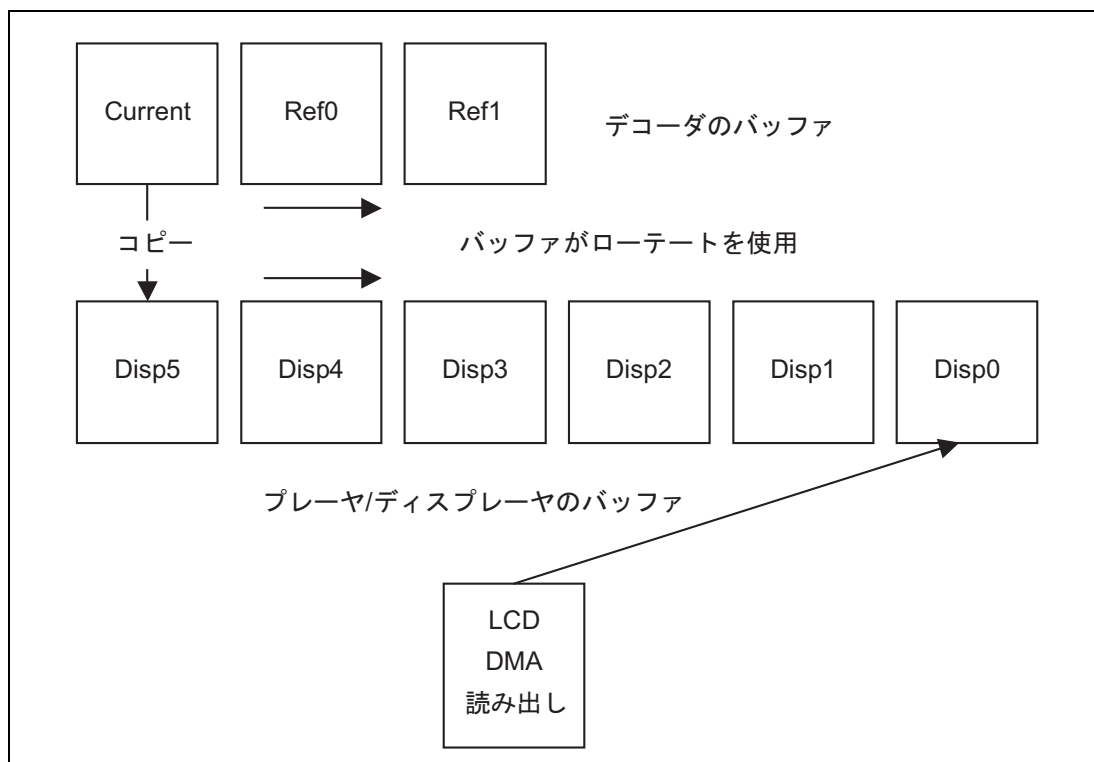 Current Ref0 Ref1
デコーダのバッファ
コピー
バッファがローテートを使用
Disp5 Disp4 Disp3 Disp2 Disp1 Disp0
プレーヤ/ディスプレーヤのバッファ
LCD
DMA
読み出し